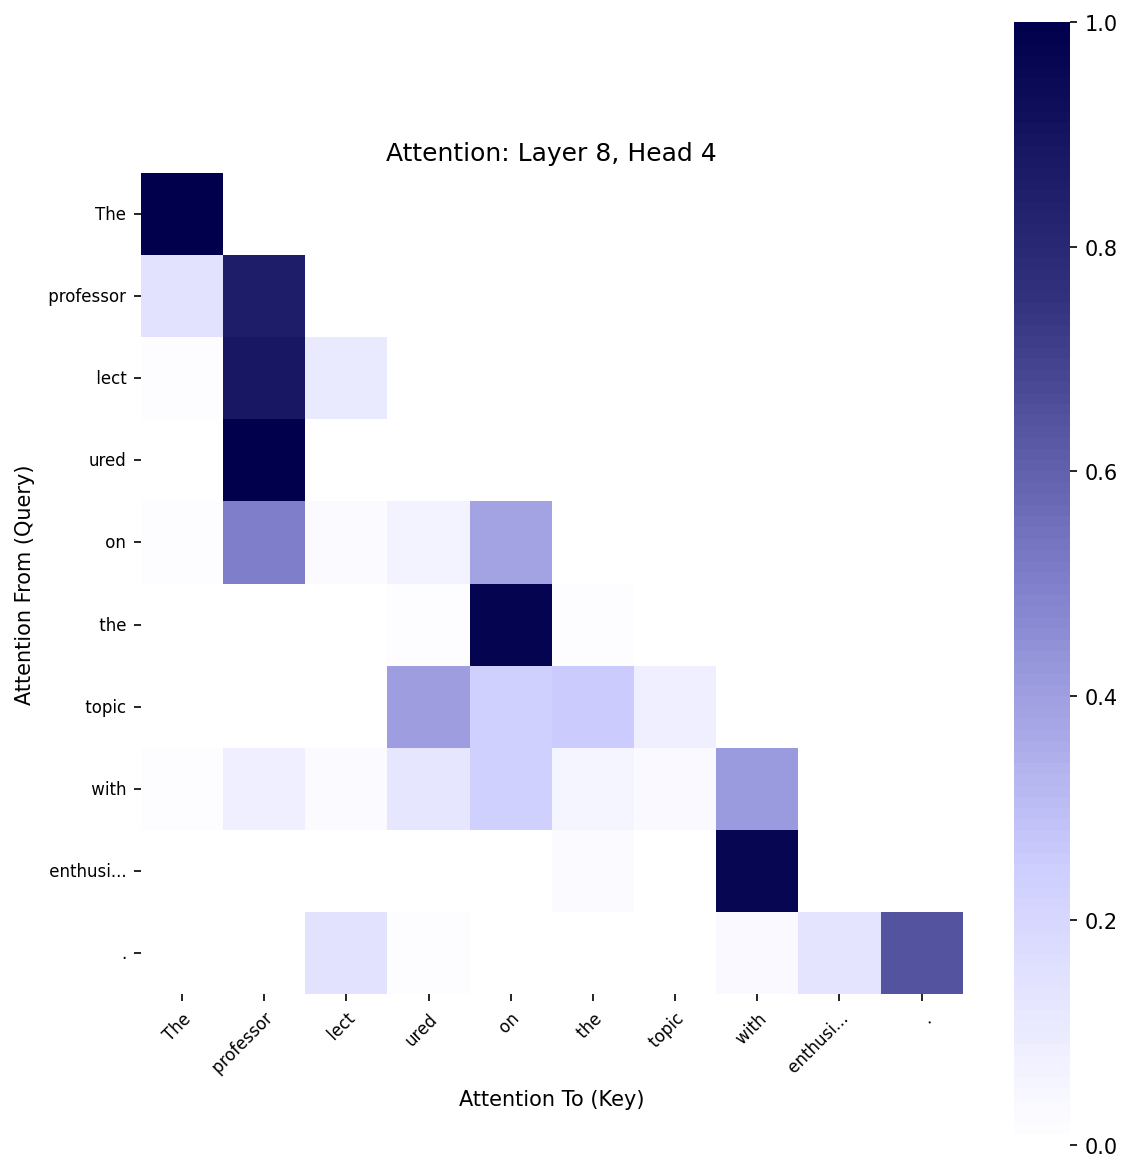 Attention: Layer 8, Head 4
1.0
0.8
0.6
0.4
0.2
0.0
Attention From (Query)
The
professor
lect
ured
on
the
topic
with
enthusi...
.
The
professor
lect
ured
on
the
topic
with
enthusi...
.
Attention To (Key)